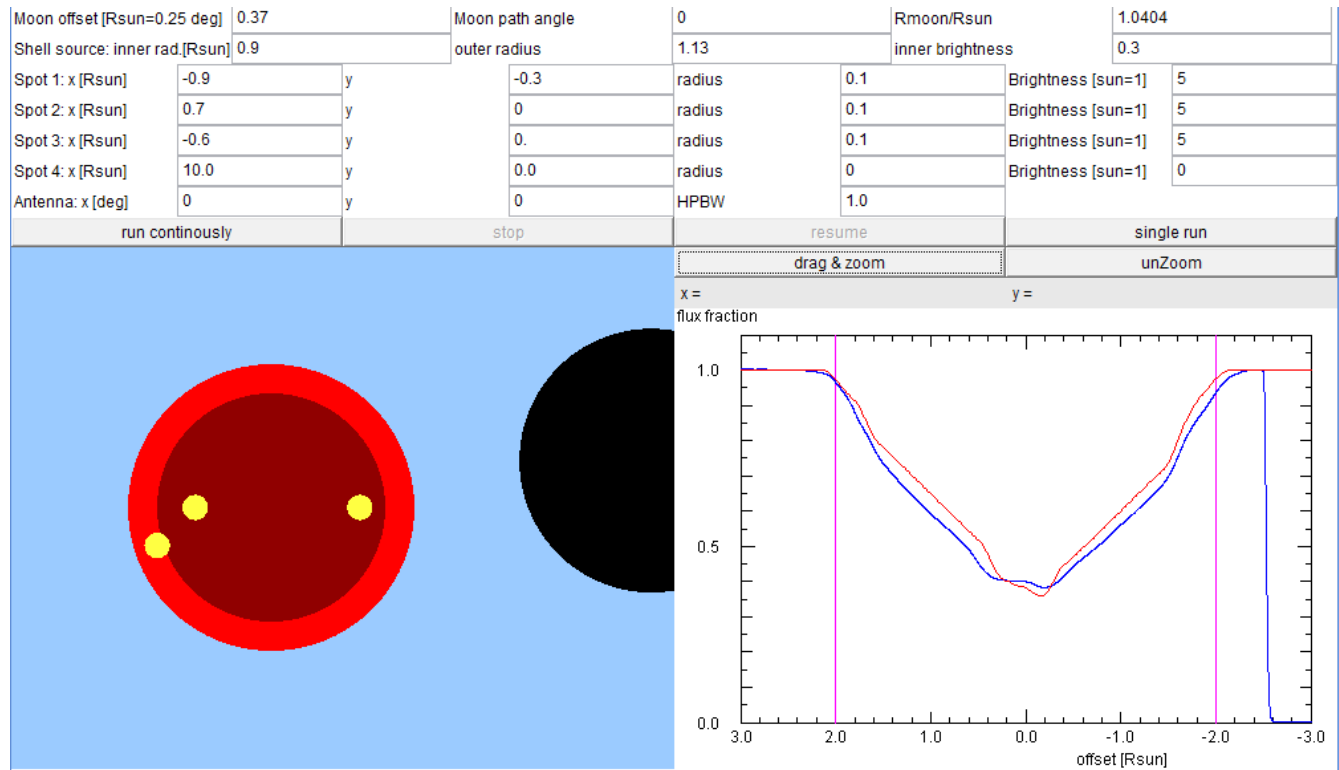 Moon offset [Rsun=0.25 deg] 0.37 Moon path angle 0 Rmoon/Rsun 1.0404
Shell source: inner rad.[Rsun] 0.9 outer radius 1.13 inner brightness 0.3
Spot 1: x [Rsun] -0.9 y -0.3 radius 0.1 Brightness [sun=1] 5
Spot 2: x [Rsun] 0.7 y 0 radius 0.1 Brightness [sun=1] 5
Spot 3: x [Rsun] -0.6 y 0. radius 0.1 Brightness [sun=1] 5
Spot 4: x [Rsun] 10.0 y 0.0 radius 0 Brightness [sun=1] 0
Antenna: x [deg] 0 y 0 HPBW 1.0
run continously stop resume single run
drag & zoom unZoom
x = y =
flux fraction
1.0
0.5
0.0
3.0 2.0 1.0 0.0 -1.0 -2.0 -3.0
offset [Rsun]